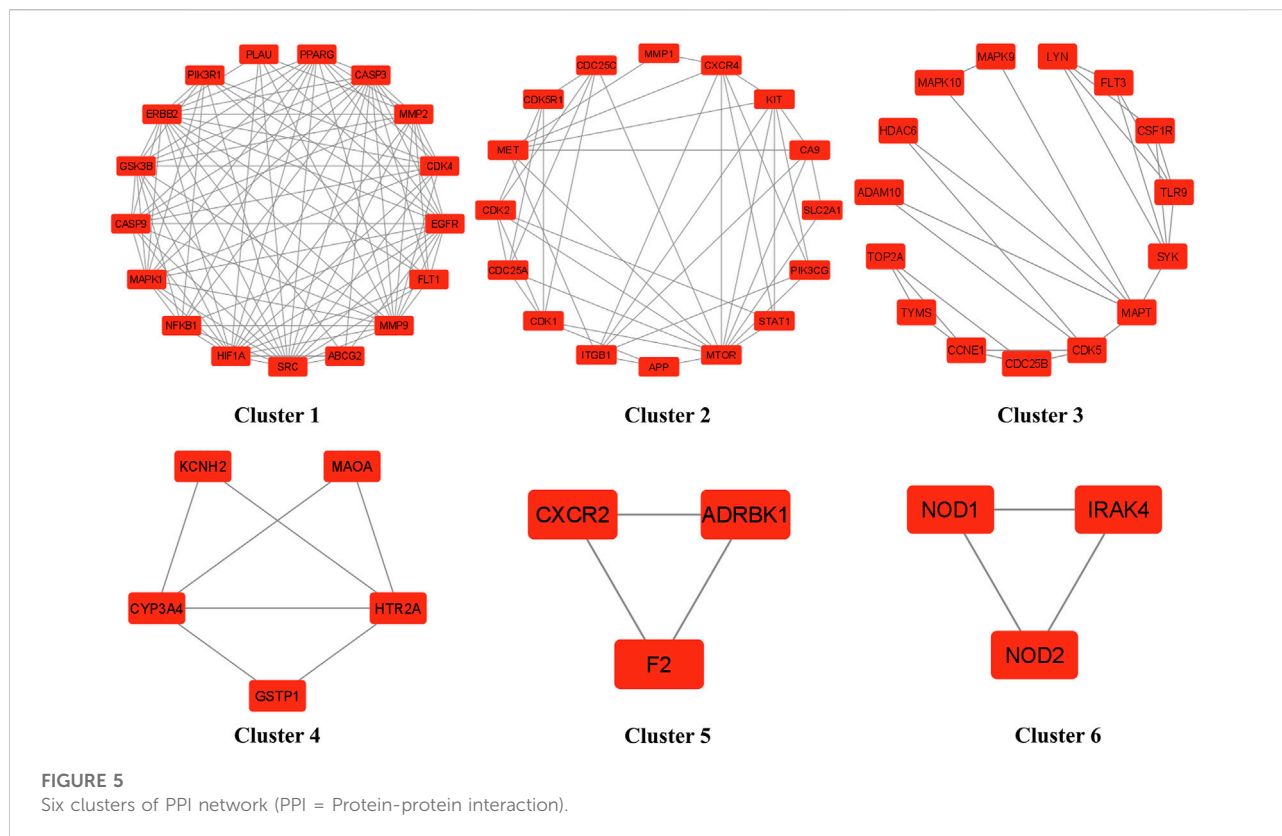 PLAU
PPARG
PIK3R1
CASP3
ERBB2
MMP2
GSK3B
CDK4
CASP9
EGFR
MAPK1
FLT1
NFKB1
MMP9
HIF1A
SRC
ABCG2
Cluster 1
MMP1
CDC25C
CXCR4
CDK5R1
KIT
MET
CA9
CDK2
SLC2A1
CDC25A
PIK3CG
CDK1
STAT1
ITGB1
APP
MTOR
Cluster 2
MAPK9
LYN
MAPK10
FLT3
HDAC6
CSF1R
ADAM10
TLR9
TOP2A
SYK
TYMS
MAPT
CCNE1
CDC25B
CDK5
Cluster 3
KCNH2
MAOA
CYP3A4
HTR2A
GSTP1
Cluster 4
CXCR2
ADRBK1
F2
Cluster 5
NOD1
IRAK4
NOD2
Cluster 6
FIGURE 5
Six clusters of PPI network (PPI = Protein-protein interaction).